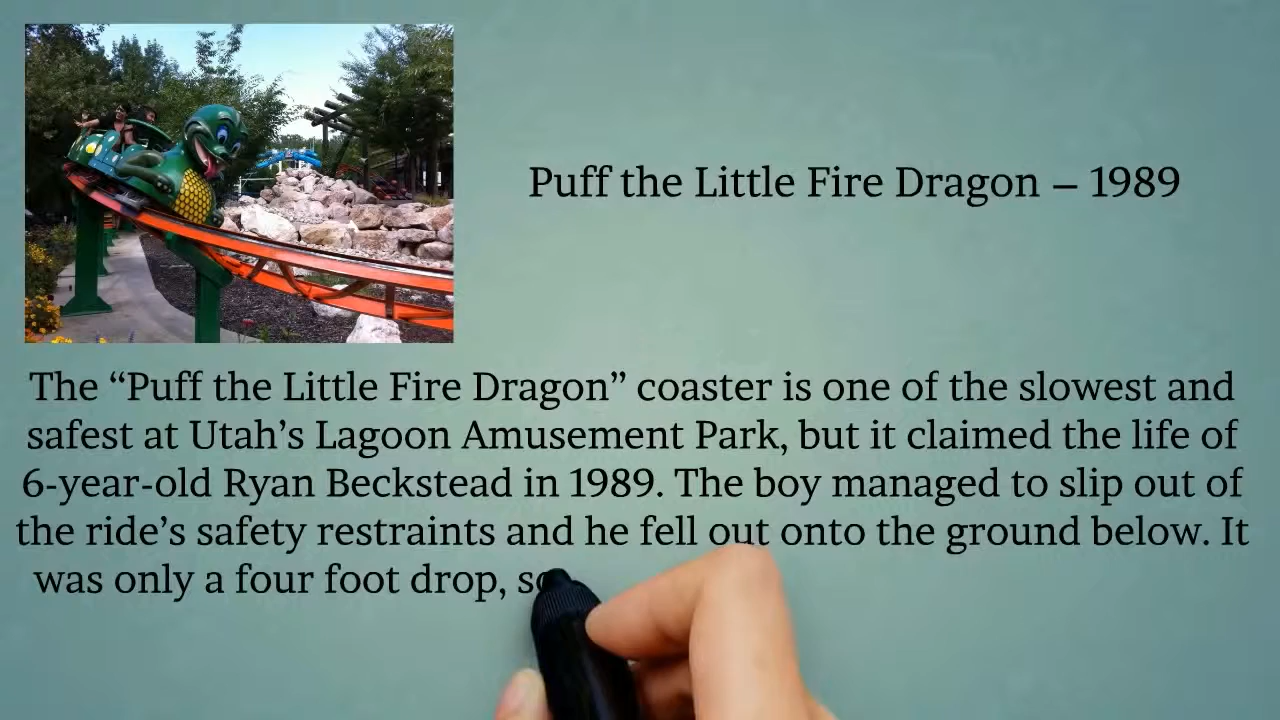 Puff the Little Fire Dragon – 1989
The “Puff the Little Fire Dragon” coaster is one of the slowest and
safest at Utah’s Lagoon Amusement Park, but it claimed the life of
6-year-old Ryan Beckstead in 1989. The boy managed to slip out of
the ride’s safety restraints and he fell out onto the ground below. It
was only a four foot drop, so